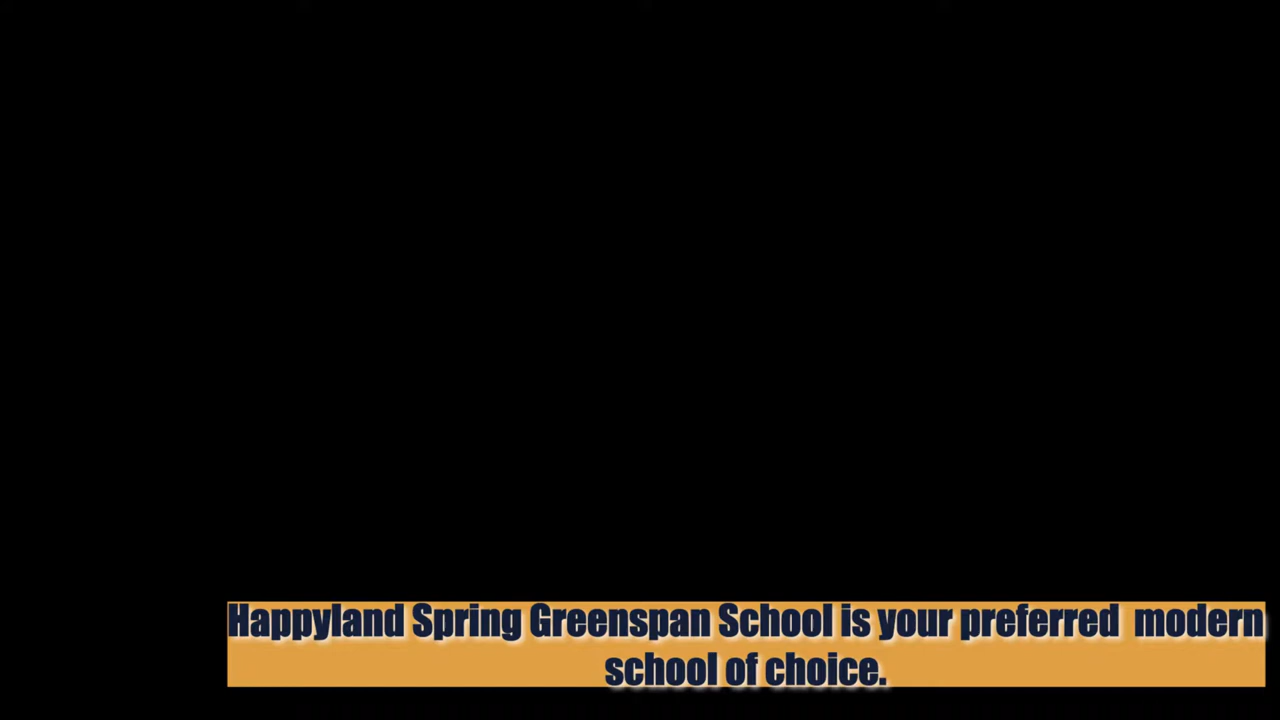 Happyland Spring Greenspan School is your preferred  modern
school of choice.